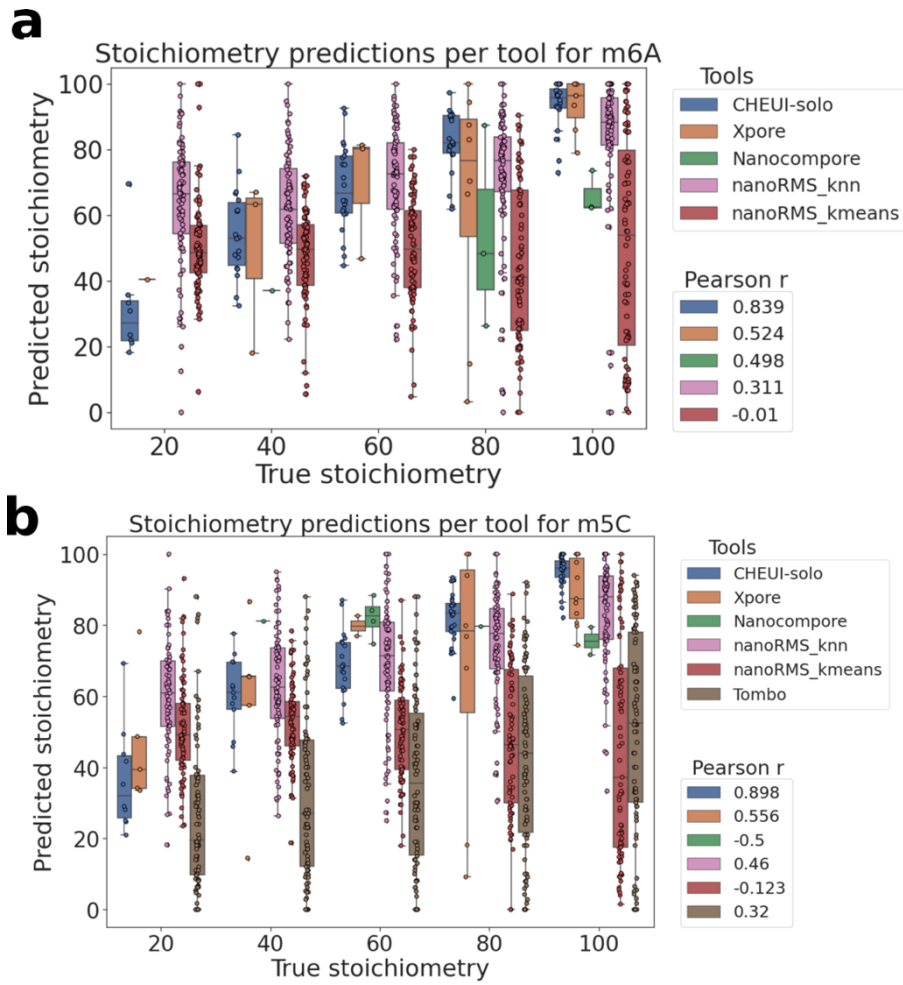 a
Stoichiometry predictions per tool for m6A
Predicted stoichiometry
100
80
60
40
20
0
20 40 60 80 100
True stoichiometry
Tools
CHEUI-solo
Xpore
Nanocompore
nanoRMS_knn
nanoRMS_kmeans
Pearson r
0.839
0.524
0.498
0.311
-0.01
b
Stoichiometry predictions per tool for m5C
Predicted stoichiometry
100
80
60
40
20
0
20 40 60 80 100
True stoichiometry
Tools
CHEUI-solo
Xpore
Nanocompore
nanoRMS_knn
nanoRMS_kmeans
Tombo
Pearson r
0.898
0.556
-0.5
0.46
-0.123
0.32